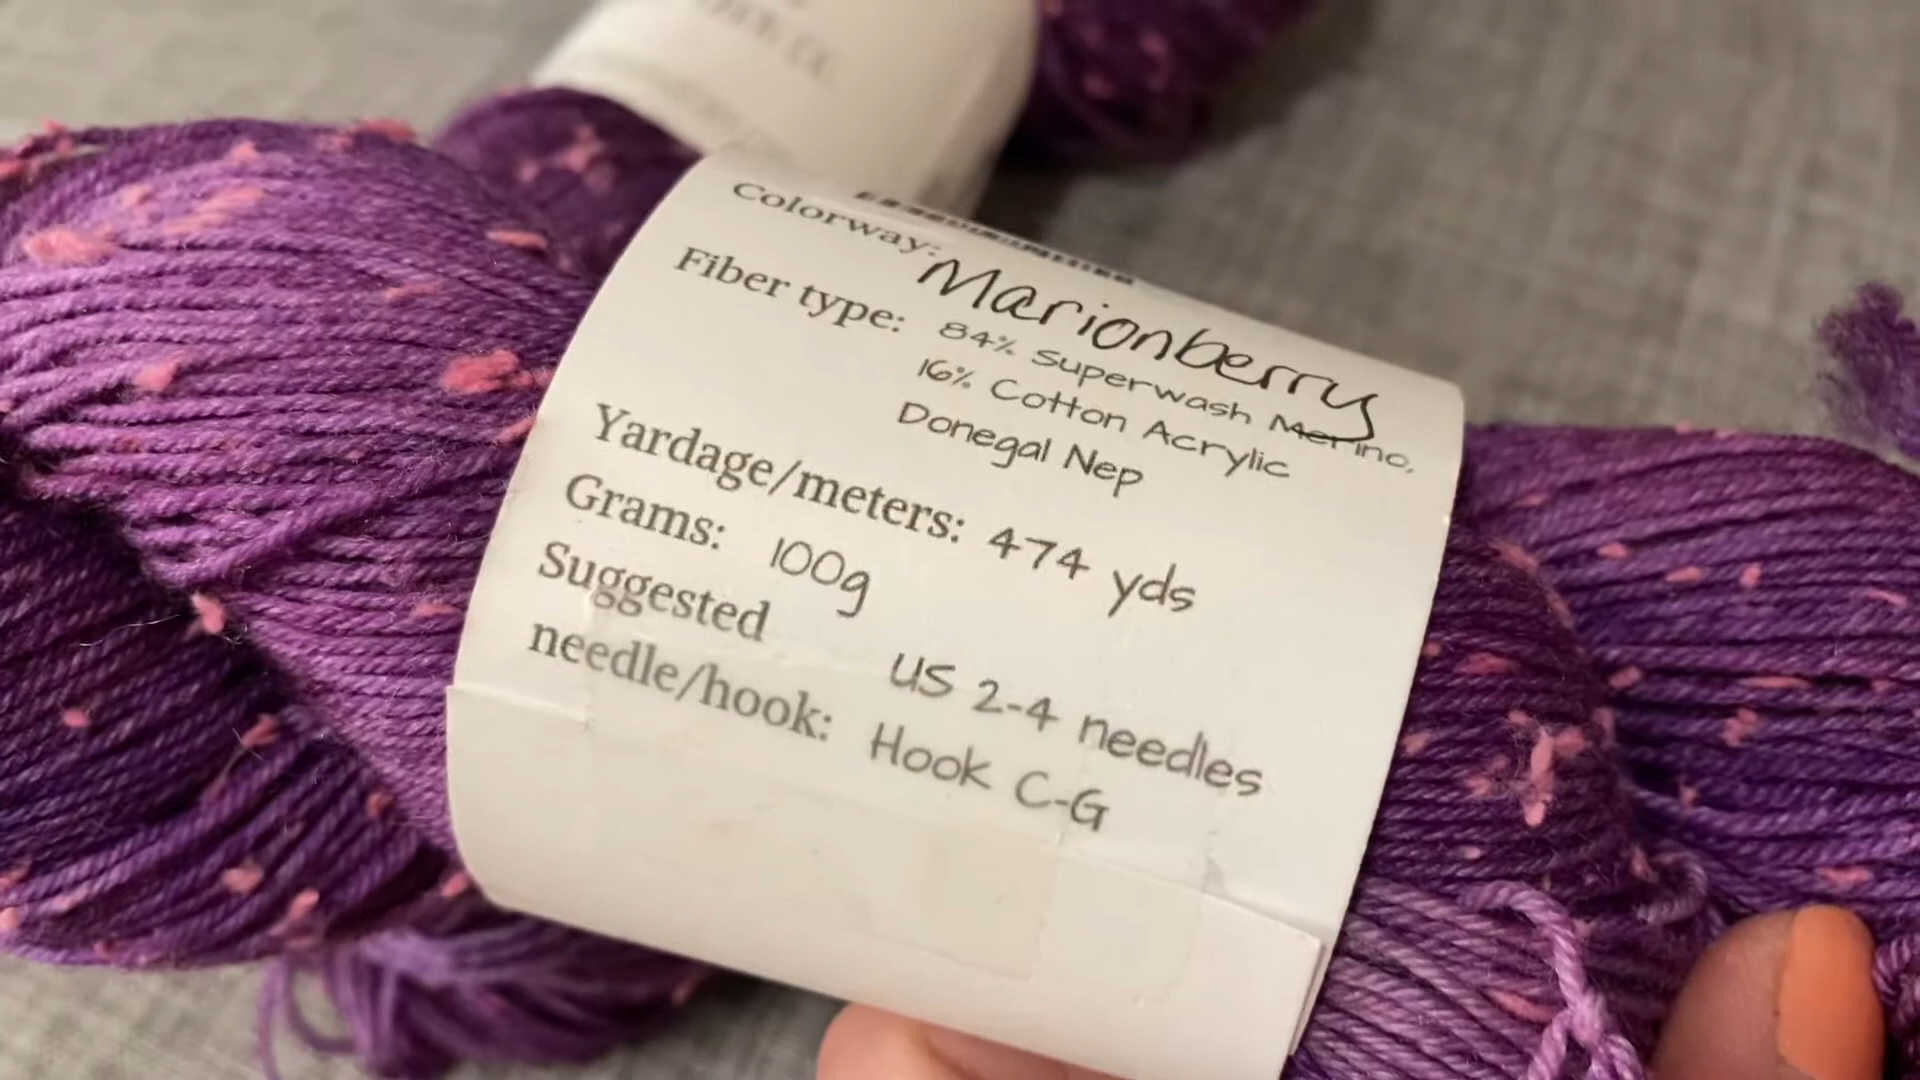 Colorway: Marionberry
Fiber type: 84% Superwash Merino,
16% Cotton Acrylic
Donegal Nep
Yardage/meters: 474 yds
Grams: 100g
Suggested
needle/hook: US 2-4 needles
Hook C-G